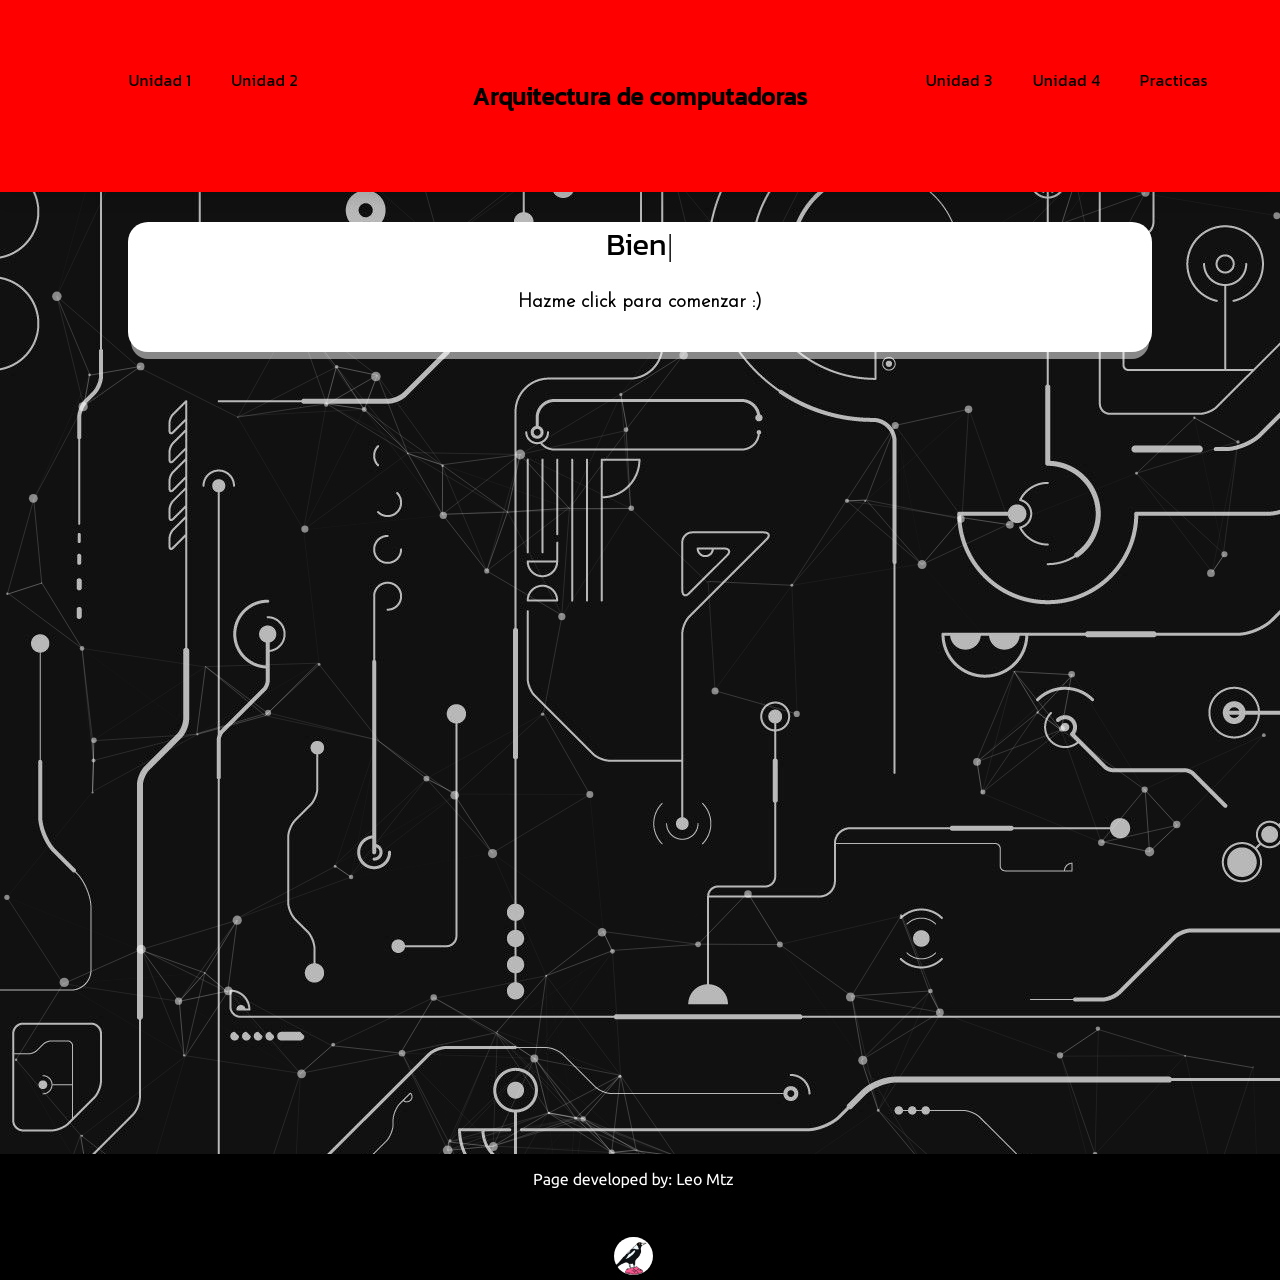 Unidad 1
Unidad 2
Arquitectura de computadoras
Unidad 3
Unidad 4
Practicas
Bien|
Hazme click para comenzar :)
Page developed by: Leo Mtz